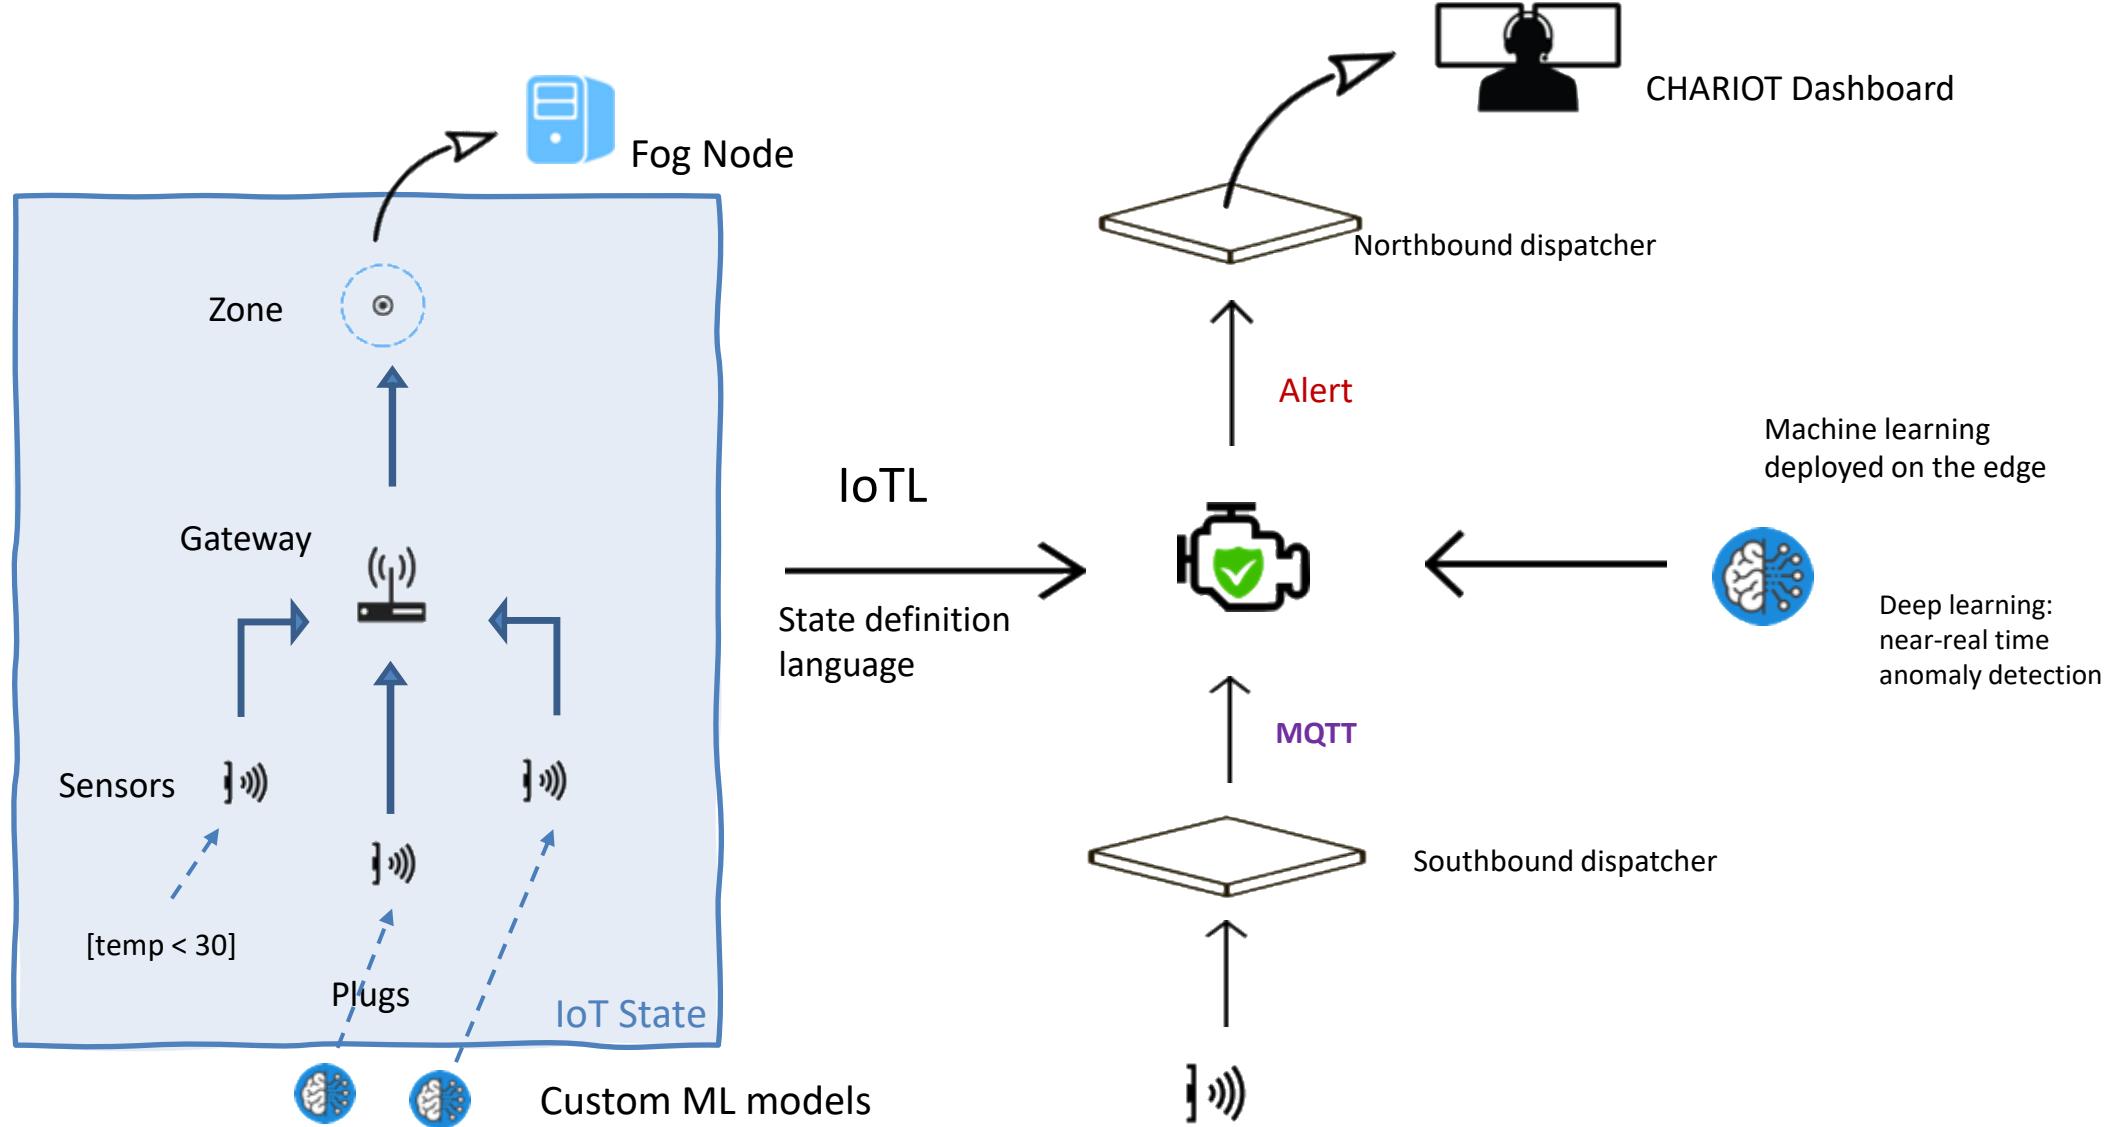 Fog Node
Zone
Gateway
Sensors
[temp < 30]
Plugs
IoT State
Custom ML models
IoTL
State definition
language
CHARIOT Dashboard
Northbound dispatcher
Alert
MQTT
Southbound dispatcher
Machine learning
deployed on the edge
Deep learning:
near-real time
anomaly detection